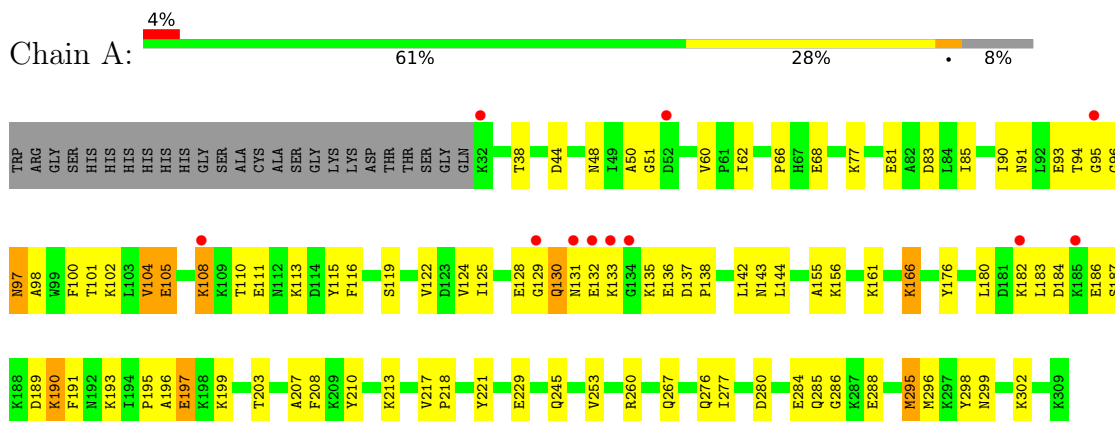 4%
Chain A:
61% 28% • 8%
TRP ARG GLY SER HIS HIS HIS HIS HIS HIS GLY SER ALA CYS ALA SER GLY LYS LYS ASP THR THR SER GLY GLN K32 T38 D44 N48 I49 A50 G51 D52 V60 P61 I62 P66 H67 E68 K77 E81 A82 D83 L84 I85 I90 N91 L92 E93 T94 G95 G96
N97 A98 W99 F100 T101 K102 L103 V104 E105 K108 K109 T110 E111 N112 K113 D114 Y115 F116 S119 V122 D123 V124 I125 E128 G129 Q130 N131 E132 K133 G134 K135 E136 D137 P138 L142 N143 L144 A155 K156 K161 K166 Y176 L180 D181 K182 L183 D184 K185 E186 S187
K188 D189 K190 F191 N192 K193 I194 P195 A196 E197 K198 K199 T203 A207 F208 K209 Y210 K213 V217 P218 Y221 E229 Q245 V253 R260 Q267 Q276 I277 D280 E284 Q285 G286 K287 E288 M295 M296 K297 Y298 N299 K302 K309